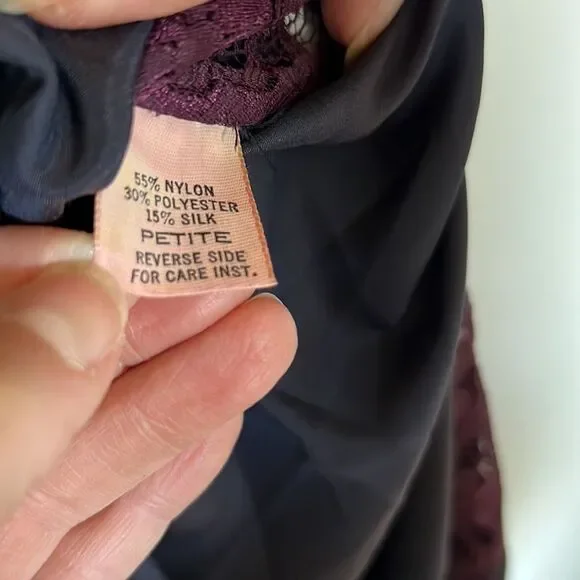 55% NYLON
30% POLYESTER
15% SILK
PETITE
REVERSE SIDE
FOR CARE INST.